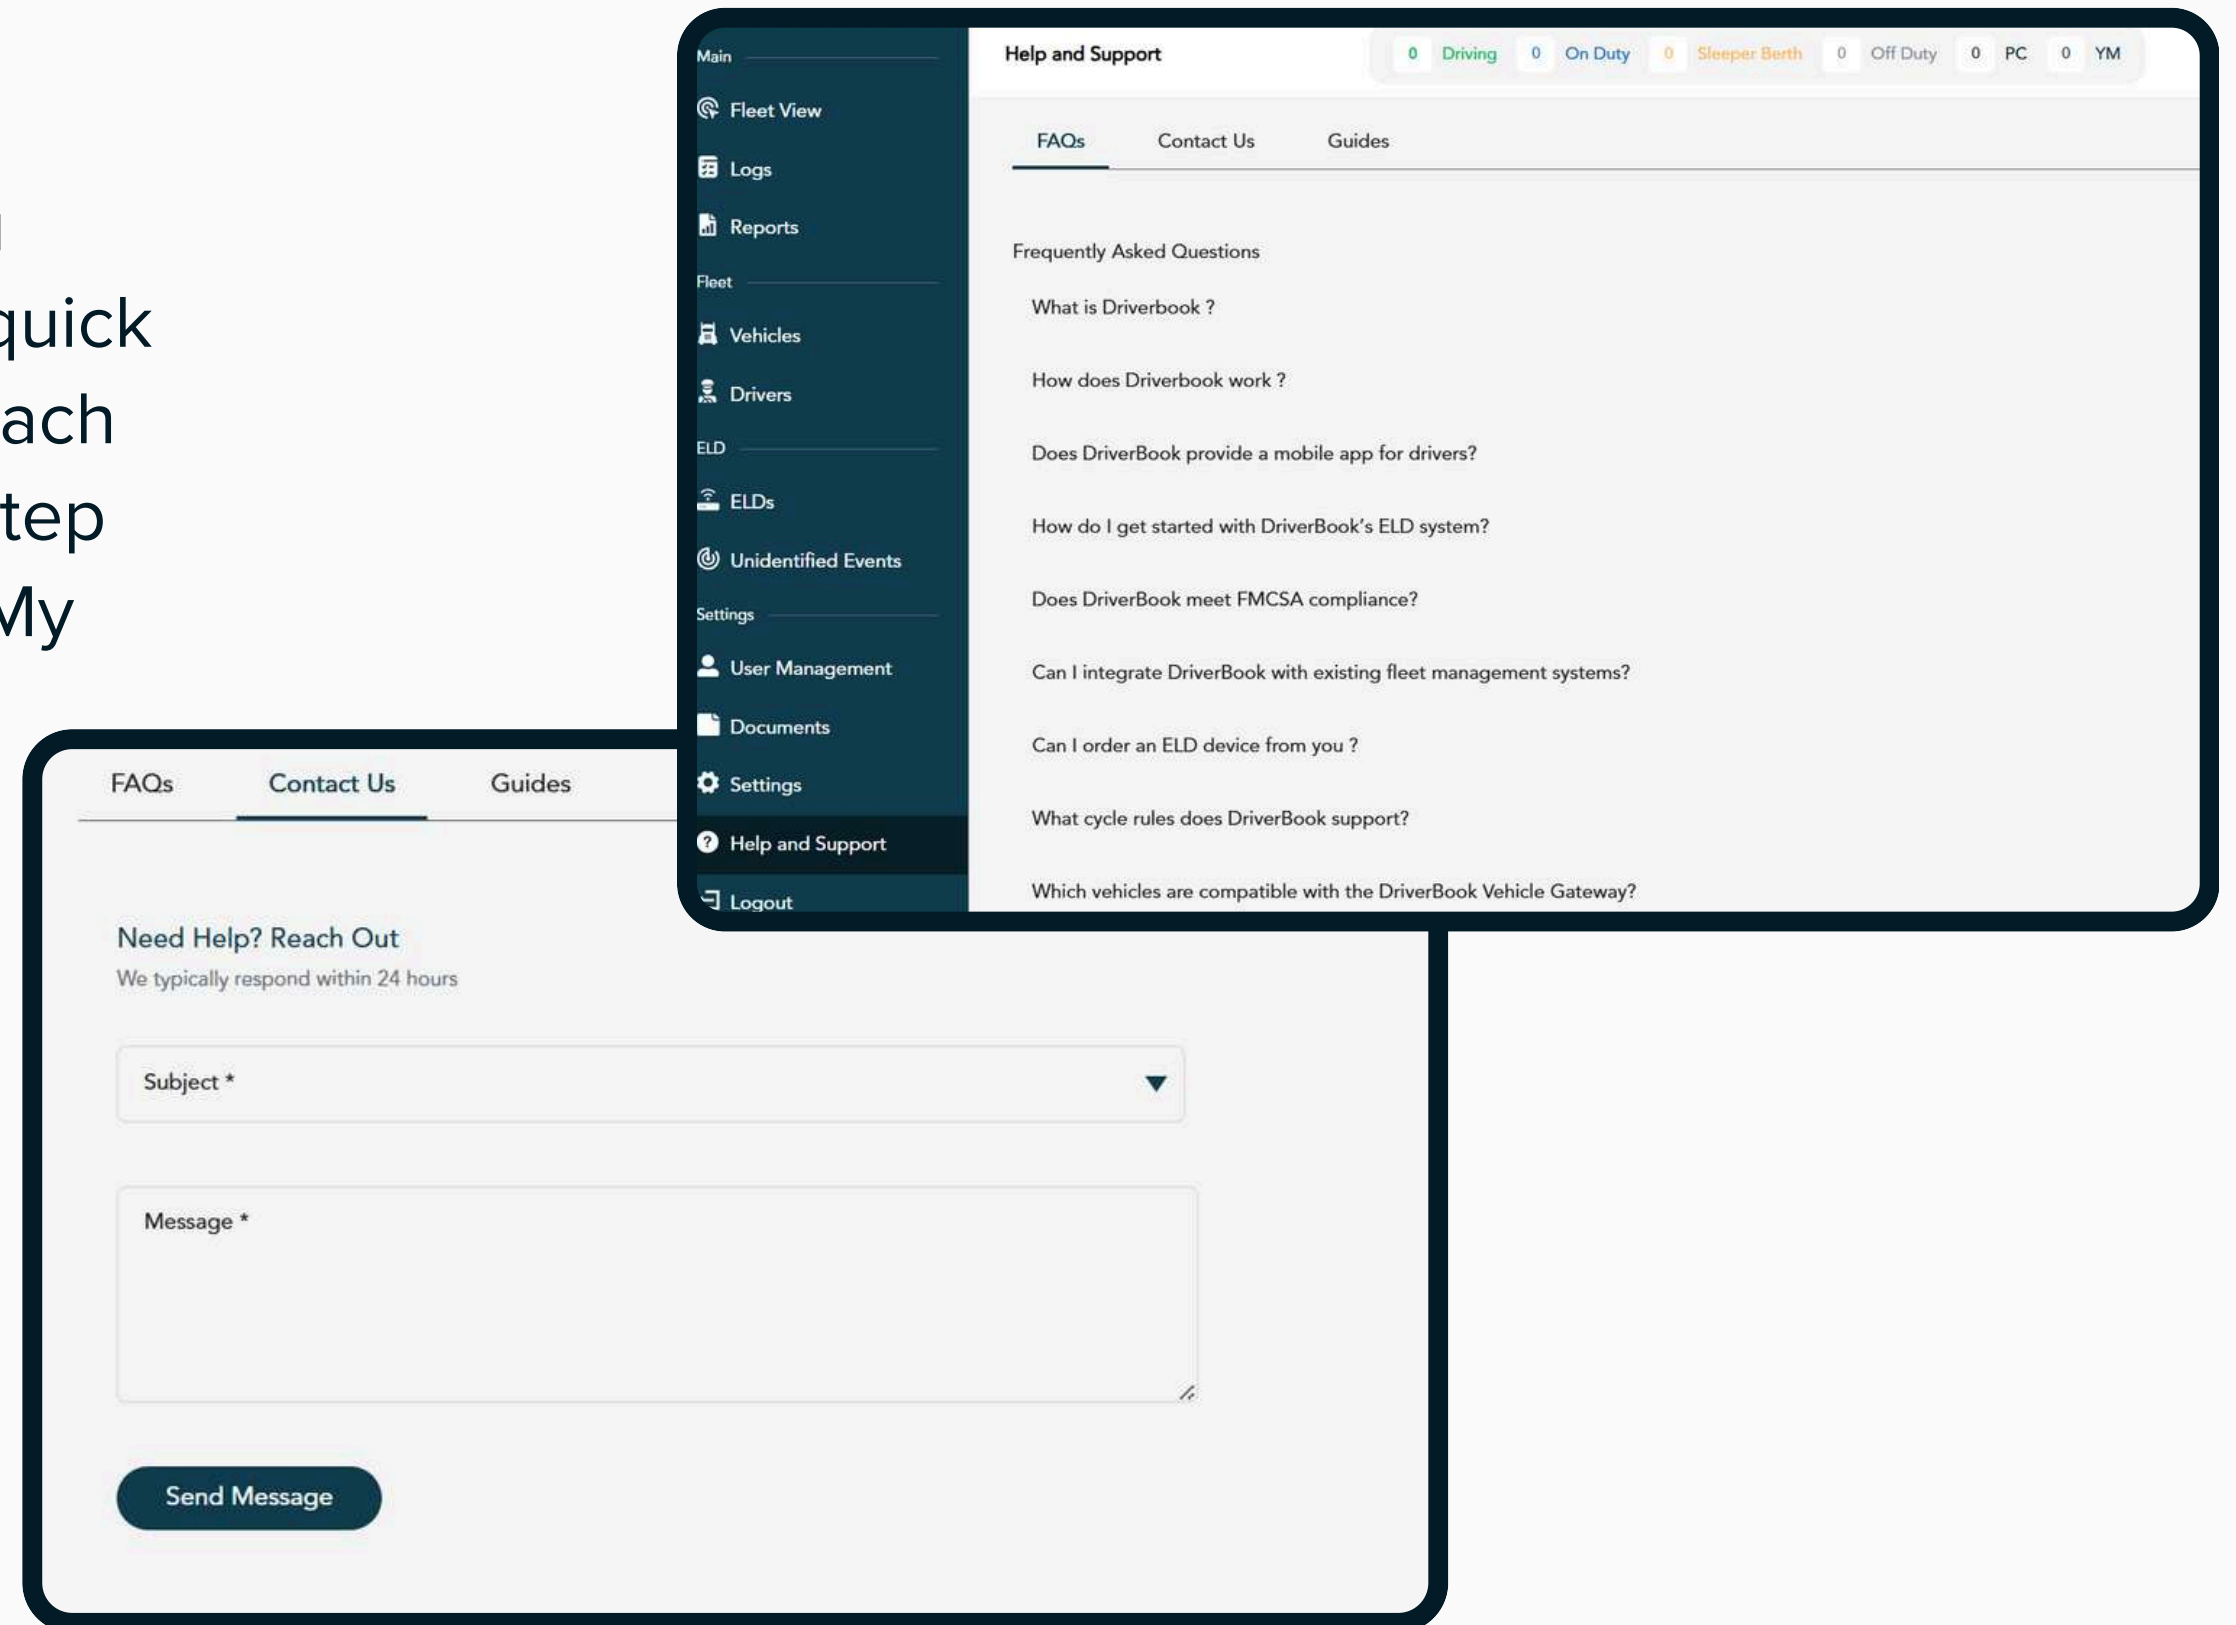 quick
ach
tep
My
Main
Fleet View
Logs
Reports
Fleet
Vehicles
Drivers
ELD
ELDs
Unidentified Events
Settings
User Management
Documents
Settings
Help and Support
Logout
Help and Support
0 Driving 0 On Duty 0 Sleeper Berth 0 Off Duty 0 PC 0 YM
FAQs Contact Us Guides
Frequently Asked Questions
What is Driverbook ?
How does Driverbook work ?
Does DriverBook provide a mobile app for drivers?
How do I get started with DriverBook’s ELD system?
Does DriverBook meet FMCSA compliance?
Can I integrate DriverBook with existing fleet management systems?
Can I order an ELD device from you ?
What cycle rules does DriverBook support?
Which vehicles are compatible with the DriverBook Vehicle Gateway?
FAQs Contact Us Guides
Need Help? Reach Out
We typically respond within 24 hours
Subject *
Message *
Send Message